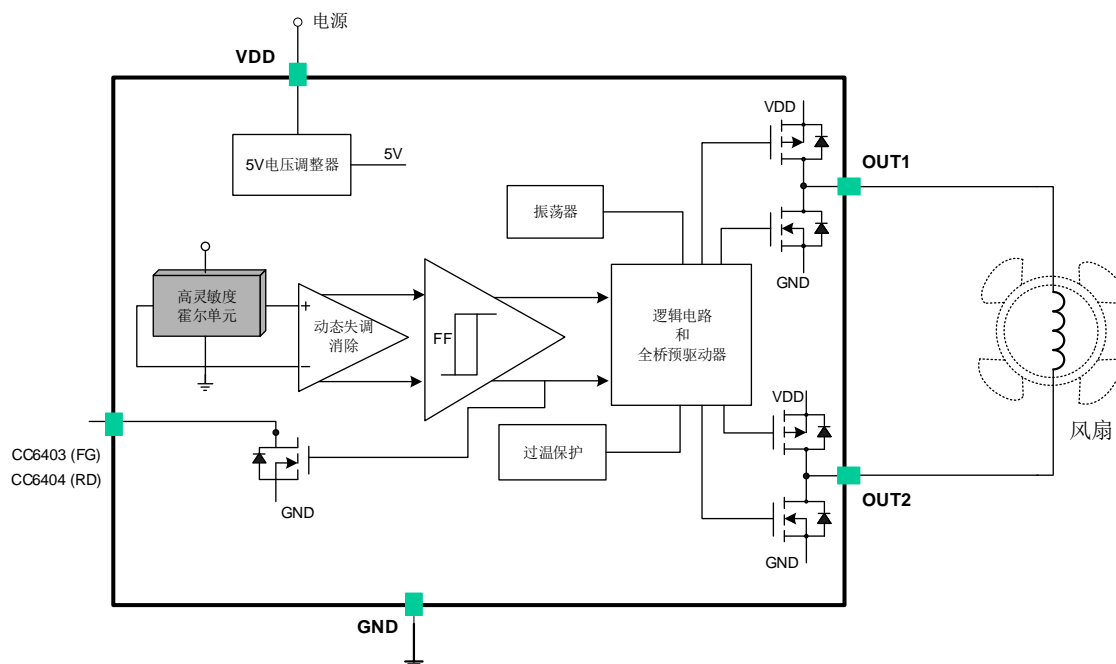 电源
VDD
5V电压调整器
5V
VDD
OUT1
GND
振荡器
高灵敏度
霍尔单元
+
−
动态失调
消除
FF
逻辑电路
和
全桥预驱动器
VDD
OUT2
GND
过温保护
CC6403 (FG)
CC6404 (RD)
GND
GND
风扇